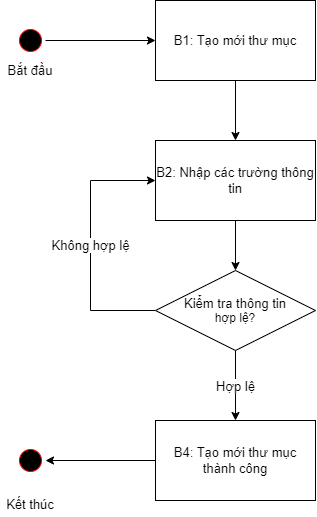 B1: Tạo mới thư mục
Bắt đầu
B2: Nhập các trường thông
tin
Không hợp lệ
Kiểm tra thông tin
hợp lệ?
Hợp lệ
B4: Tạo mới thư mục
thành công
Kết thúc